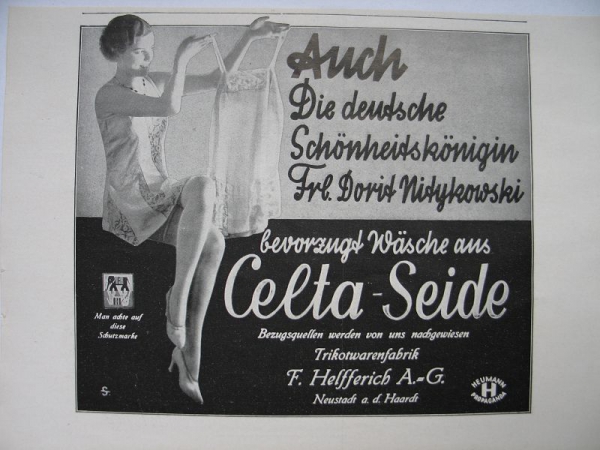 Auch
Die deutsche
Schönheitskönigin
Frl. Dorit Nitykowski
bevorzugt Wäsche aus
Celta-Seide
Man achte auf
diese
Schutzmarke
Bezugsquellen werden von uns nachgewiesen
Trikotwarenfabrik
F. Helfferich A.=G.
Neustadt a. d. Haardt
HEUMANN
H
PROPAGANDA